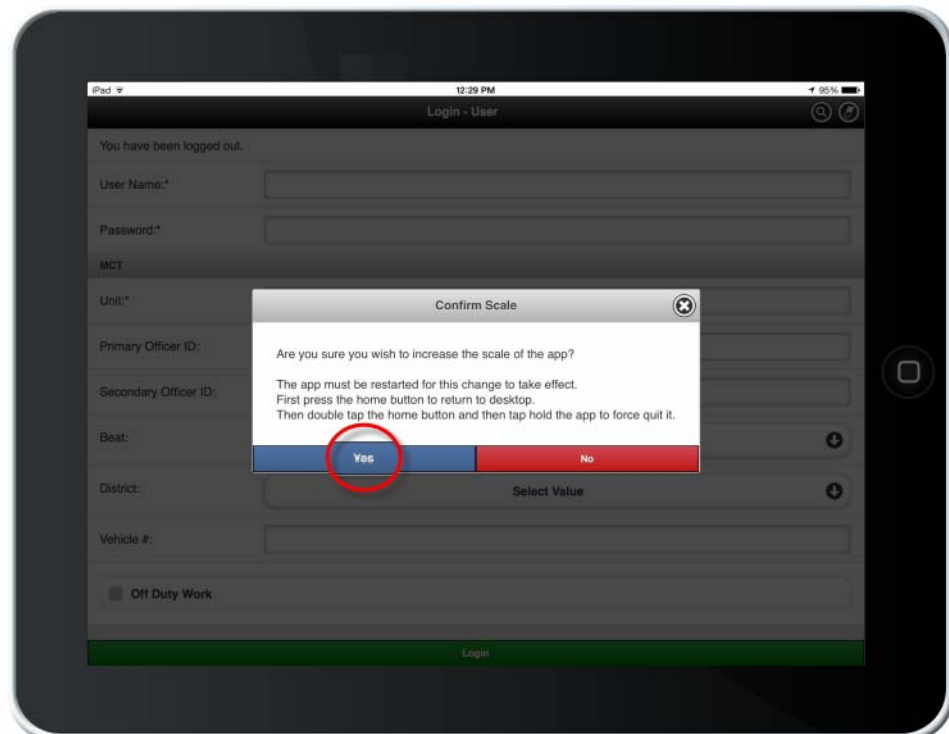 iPad 12:29 PM 95%
Login - User
You have been logged out.
User Name:*
Password:*
MCT
Unit:*
Confirm Scale
Primary Officer ID:
Are you sure you wish to increase the scale of the app?
The app must be restarted for this change to take effect.
Secondary Officer ID:
First press the home button to return to desktop.
Then double tap the home button and then tap hold the app to force quit it.
Beat:
Yes No
District: Select Value
Vehicle #:
Off Duty Work
Login